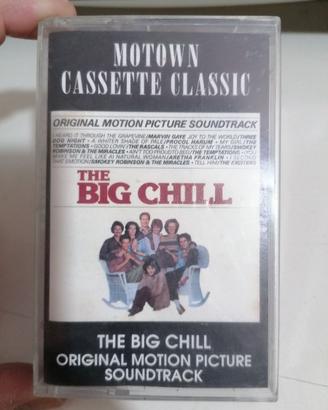 MOTOWN
CASSETTE CLASSIC
ORIGINAL MOTION PICTURE SOUNDTRACK
I HEARD IT THROUGH THE GRAPEVINE/MARVIN GAYE JOY TO THE WORLD/THREE
DOG NIGHT • A WHITER SHADE OF PALE/PROCOL HARUM • MY GIRL/THE
TEMPTATIONS • GOOD LOVIN'/THE RASCALS • THE TRACKS OF MY TEARS/SMOKEY
ROBINSON & THE MIRACLES • AIN'T TOO PROUD TO BEG/THE TEMPTATIONS • (YOU
MAKE ME FEEL LIKE A) NATURAL WOMAN/ARETHA FRANKLIN • I SECOND
THAT EMOTION/SMOKEY ROBINSON & THE MIRACLES • TELL HIM/THE EXCITERS
THE
BIG CHILL
THE BIG CHILL
ORIGINAL MOTION PICTURE
SOUNDTRACK